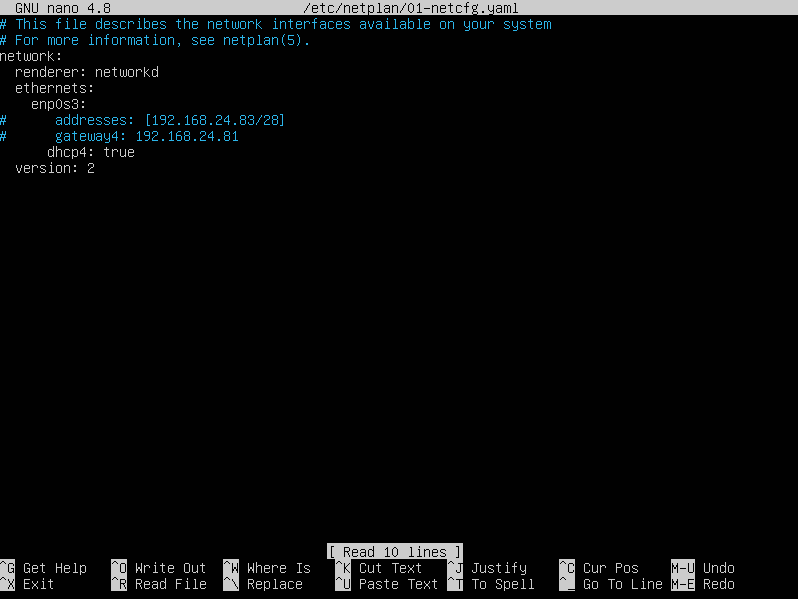 GNU nano 4.8 /etc/netplan/01-netcfg.yaml
# This file describes the network interfaces available on your system
# For more information, see netplan(5).
network:
  renderer: networkd
  ethernets:
    enp0s3:
#      addresses: [192.168.24.83/28]
#      gateway4: 192.168.24.81
      dhcp4: true
  version: 2
[ Read 10 lines ]
^G Get Help ^O Write Out ^W Where Is ^K Cut Text ^J Justify ^C Cur Pos M-U Undo
^X Exit ^R Read File ^\ Replace ^U Paste Text ^T To Spell ^_ Go To Line M-E Redo